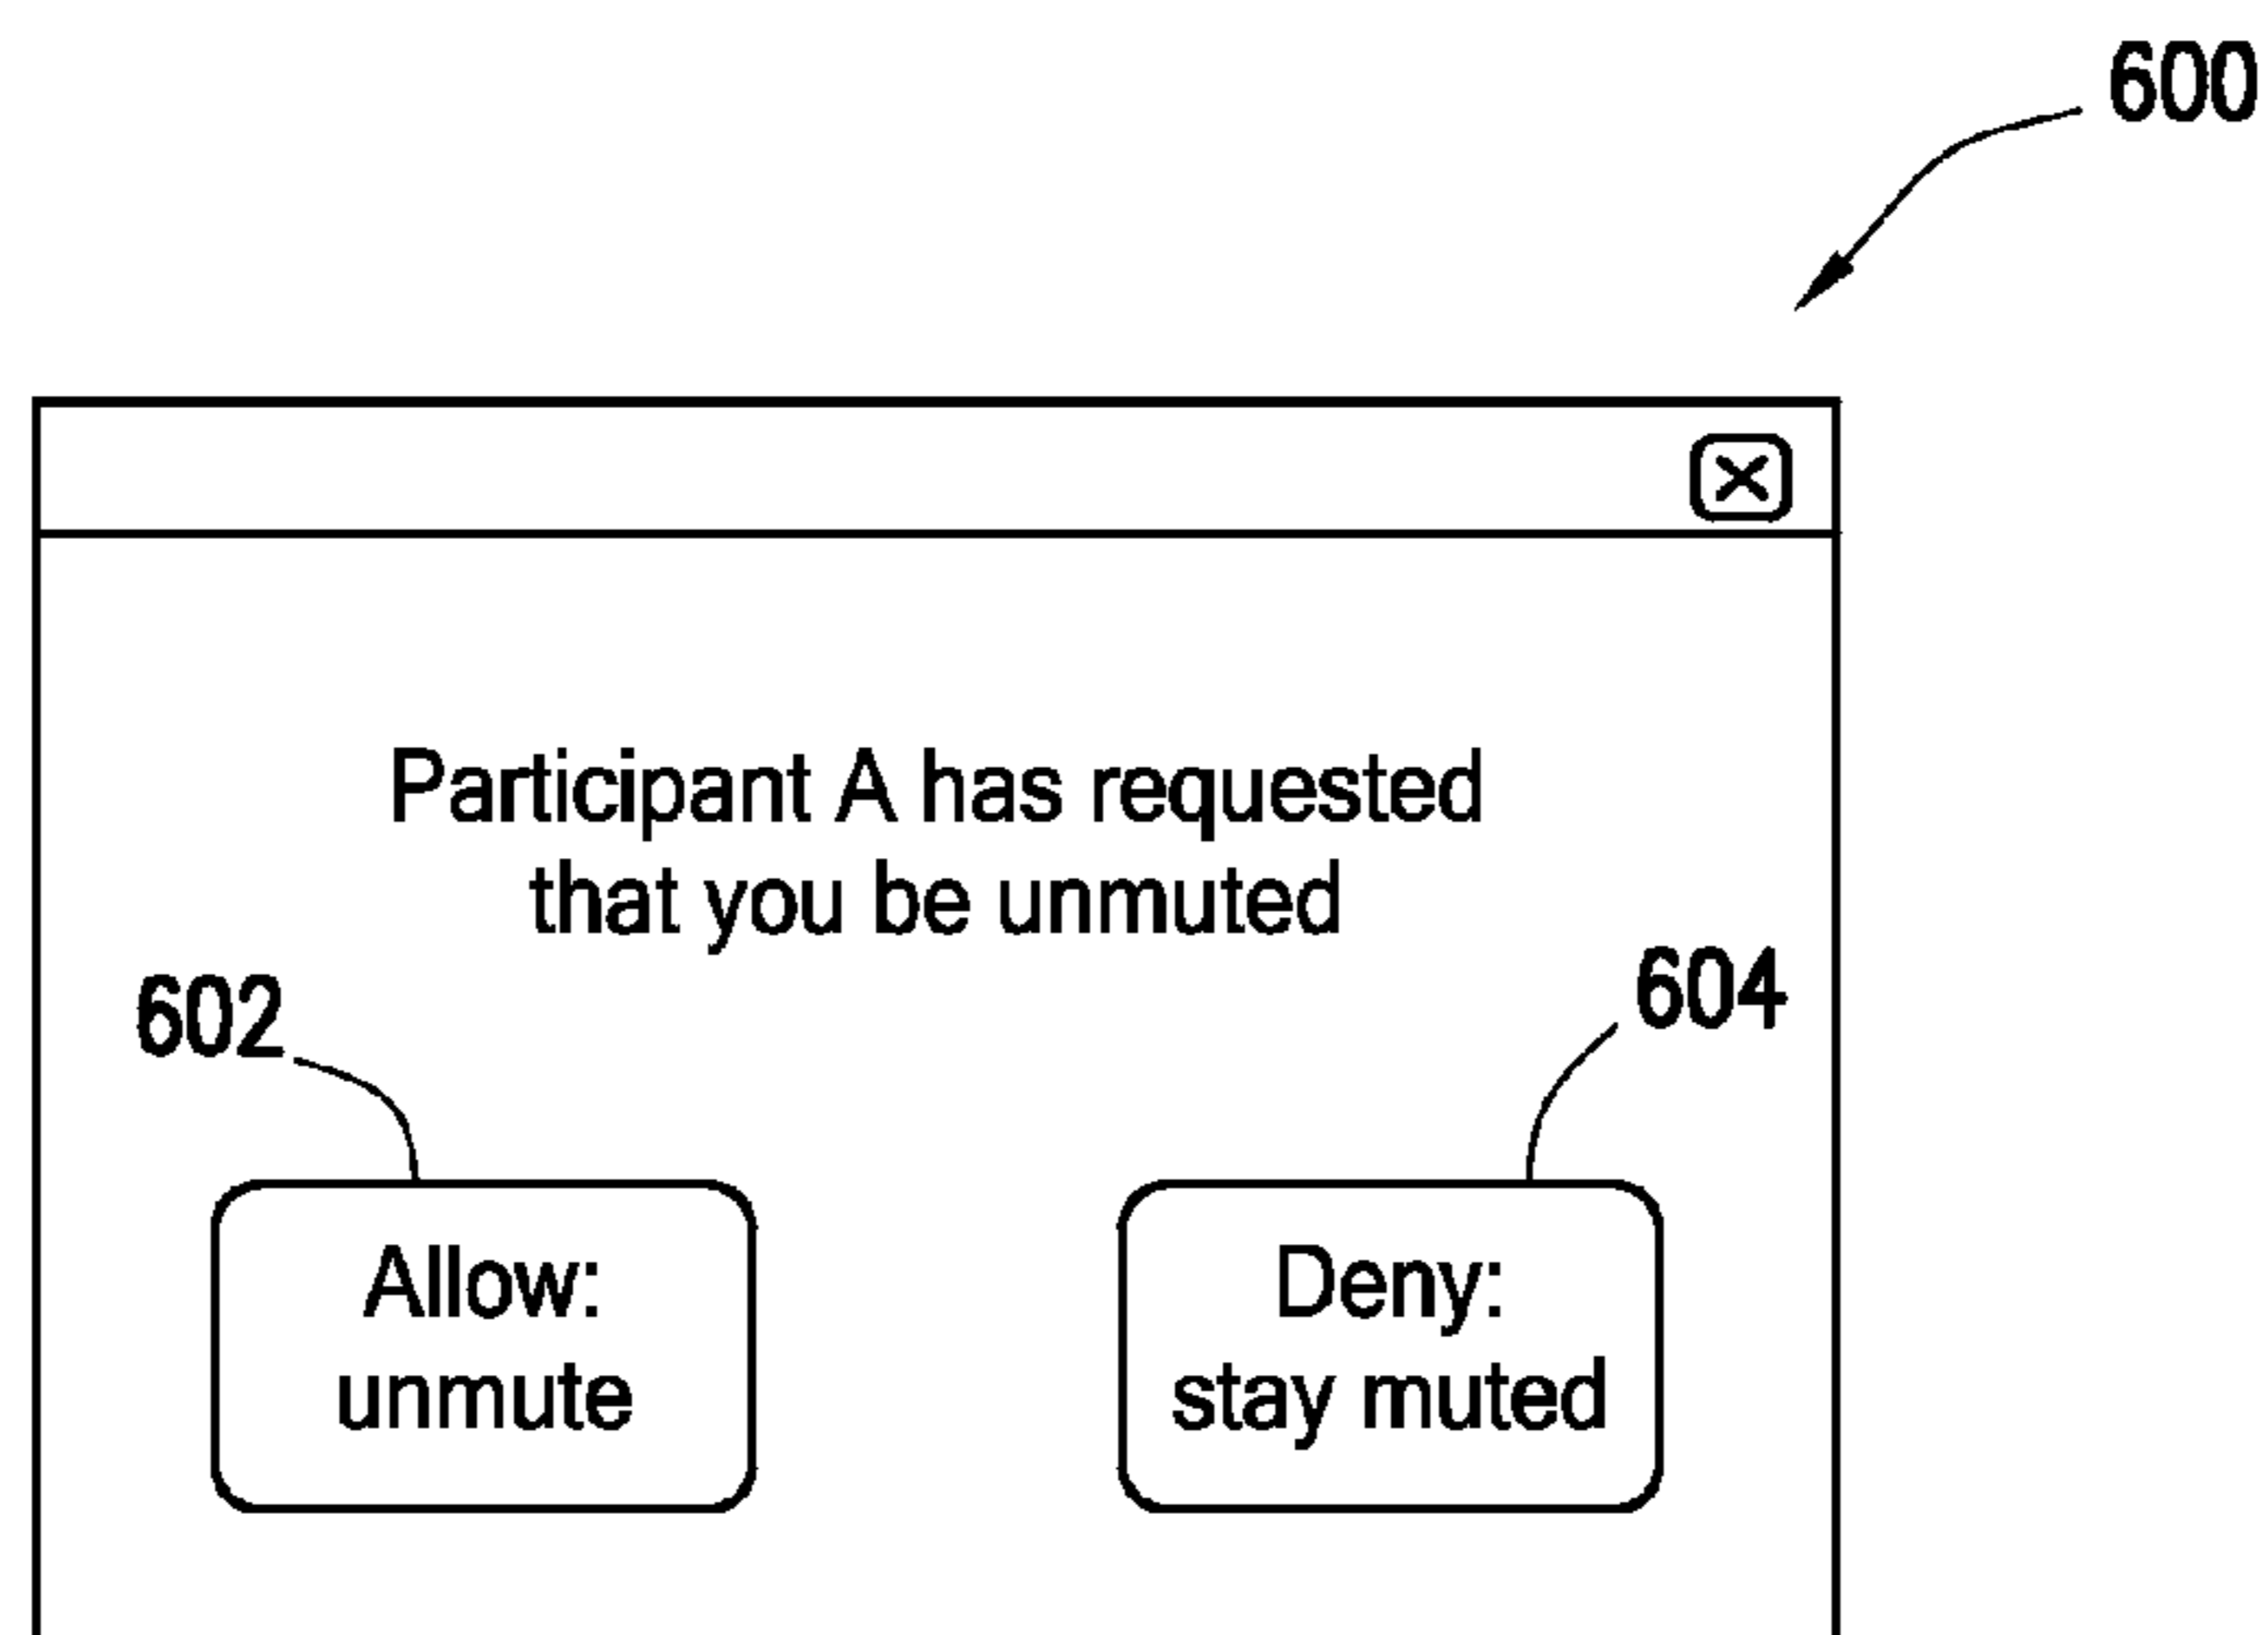 600
Participant A has requested
that you be unmuted
602
604
Allow:
unmute
Deny:
stay muted